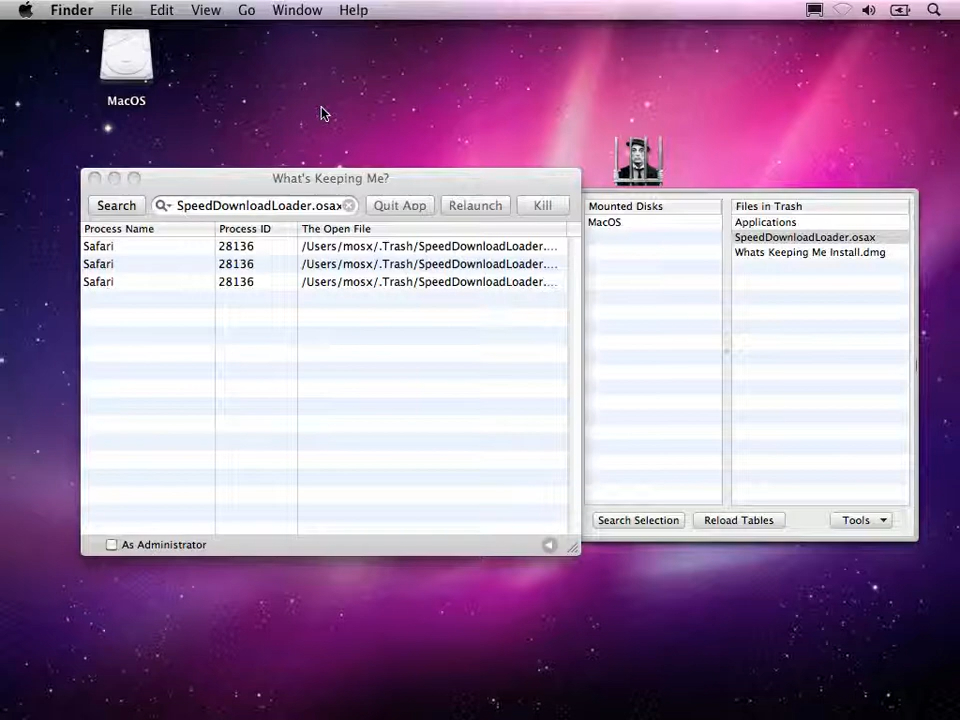 Finder File Edit View Go Window Help
MacOS
What's Keeping Me?
Search SpeedDownloadLoader.osax Quit App Relaunch Kill
Process Name Process ID The Open File
Safari 28136 /Users/mosx/.Trash/SpeedDownloadLoader....
Safari 28136 /Users/mosx/.Trash/SpeedDownloadLoader....
Safari 28136 /Users/mosx/.Trash/SpeedDownloadLoader....
As Administrator
Mounted Disks Files in Trash
MacOS Applications
SpeedDownloadLoader.osax
Whats Keeping Me Install.dmg
Search Selection Reload Tables Tools